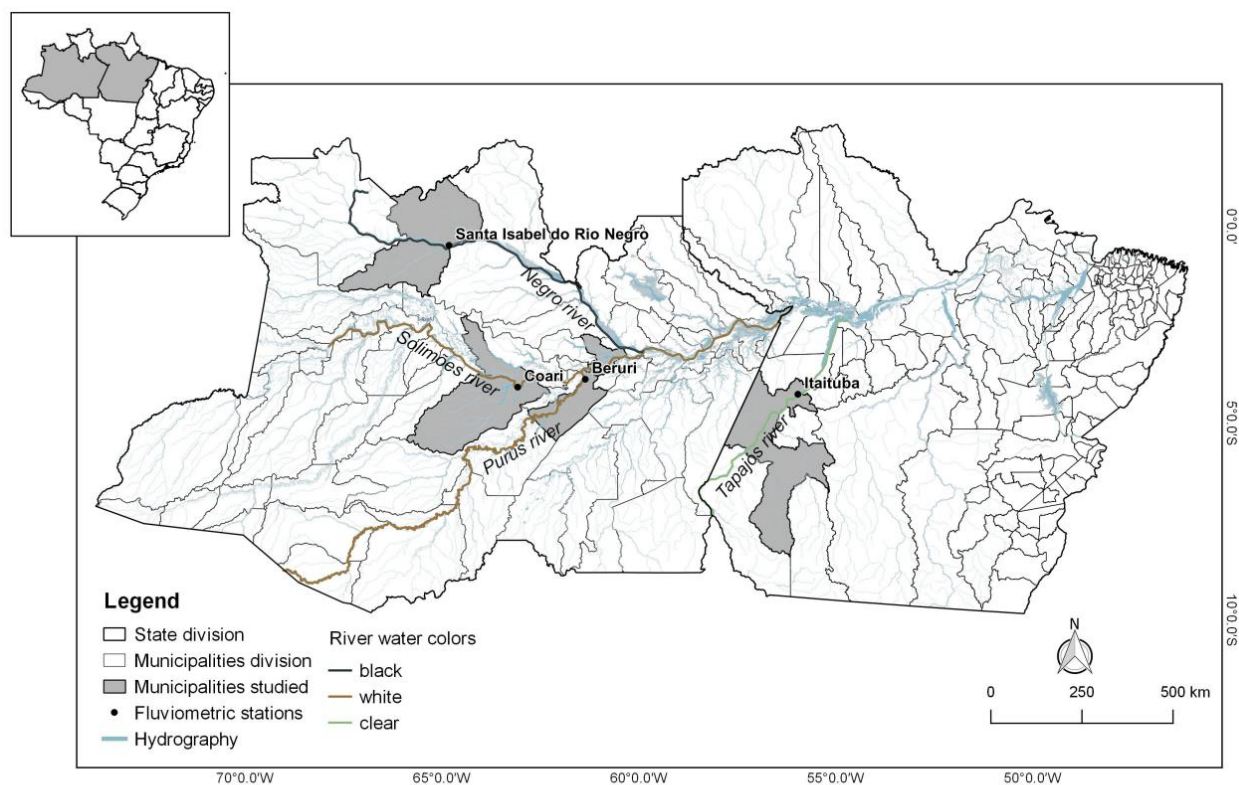 Santa Isabel do Rio Negro
Negro river
Solimões river
Coari
Beruri
Purus river
Itaituba
Tapajós river
0°0.0'
5°0.0'S
10°0.0'S
Legend
State division
Municipalities division
Municipalities studied
Fluviometric stations
Hydrography
River water colors
black
white
clear
N
0 250 500 km
70°0.0'W 65°0.0'W 60°0.0'W 55°0.0'W 50°0.0'W